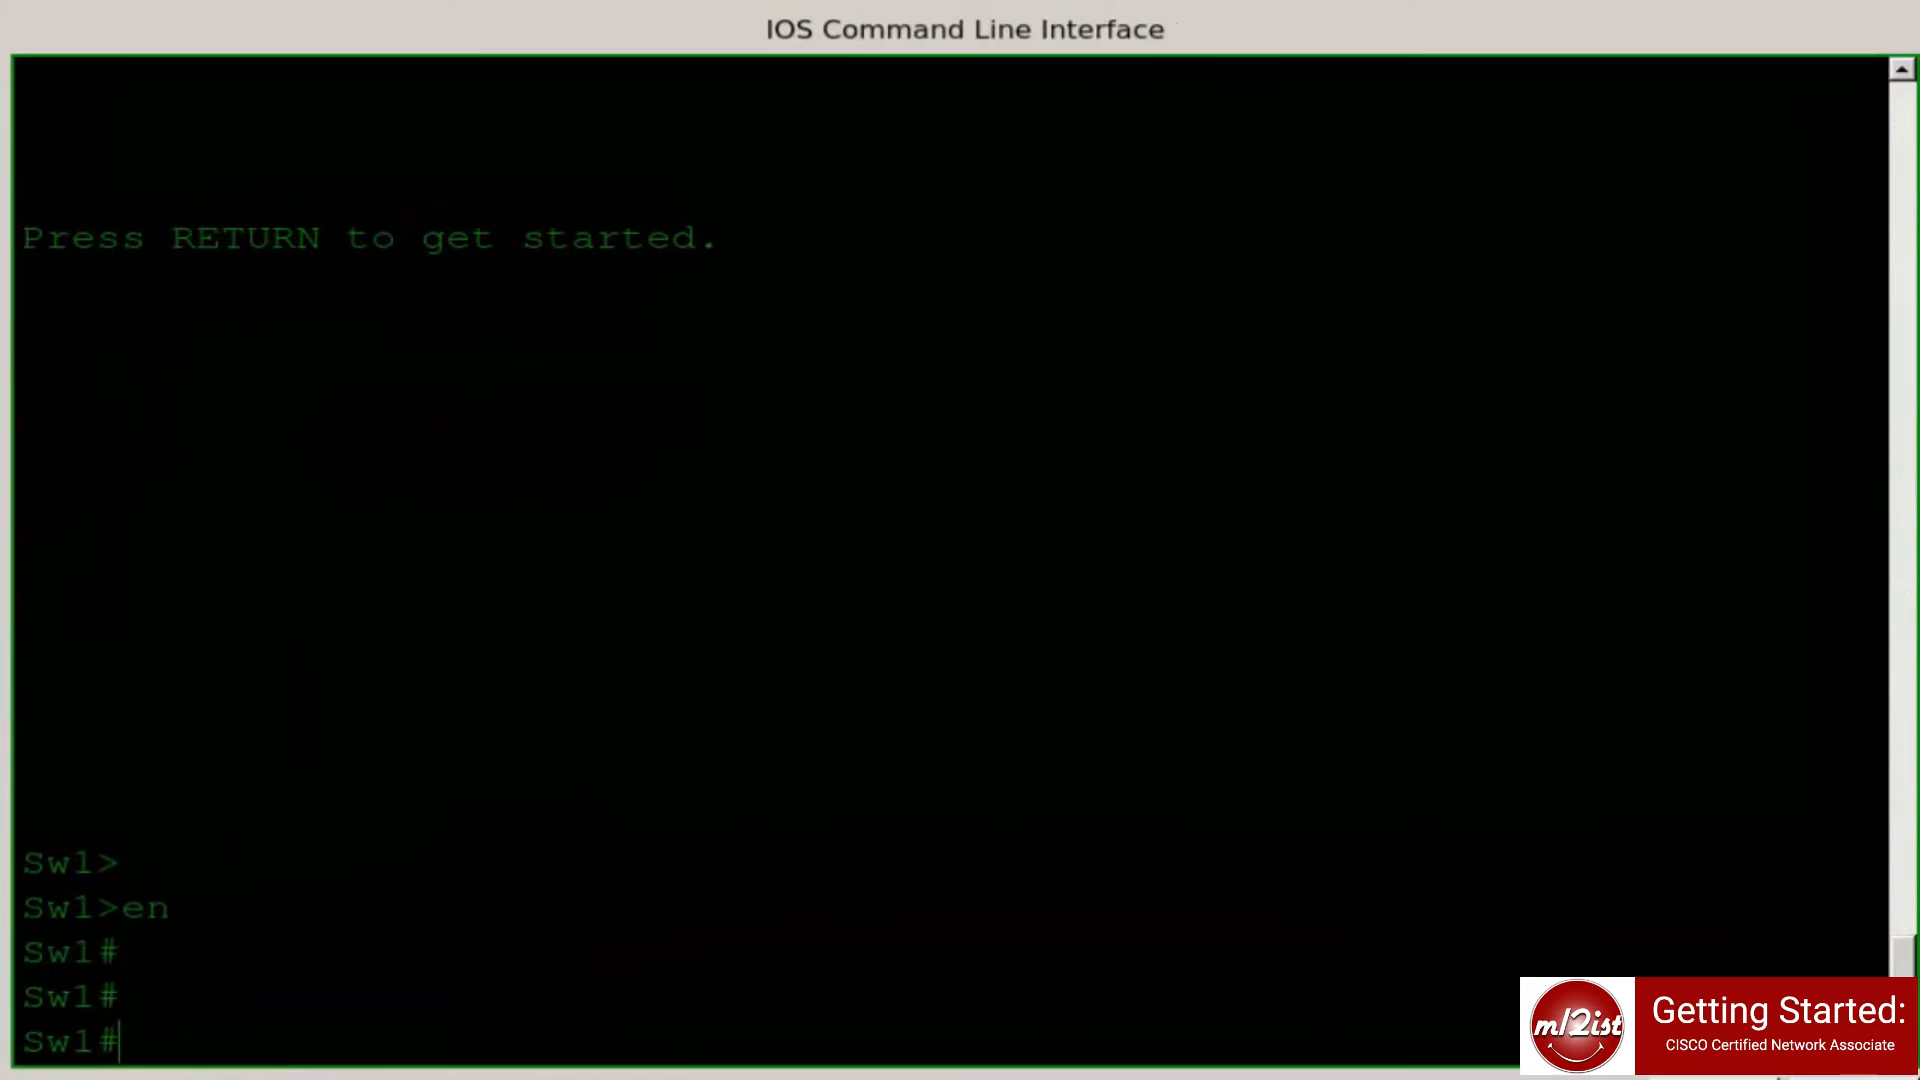 IOS Command Line Interface
Press RETURN to get started.
Sw1>
Sw1>en
Sw1#
Sw1#
Sw1#
ml2ist
Getting Started:
CISCO Certified Network Associate